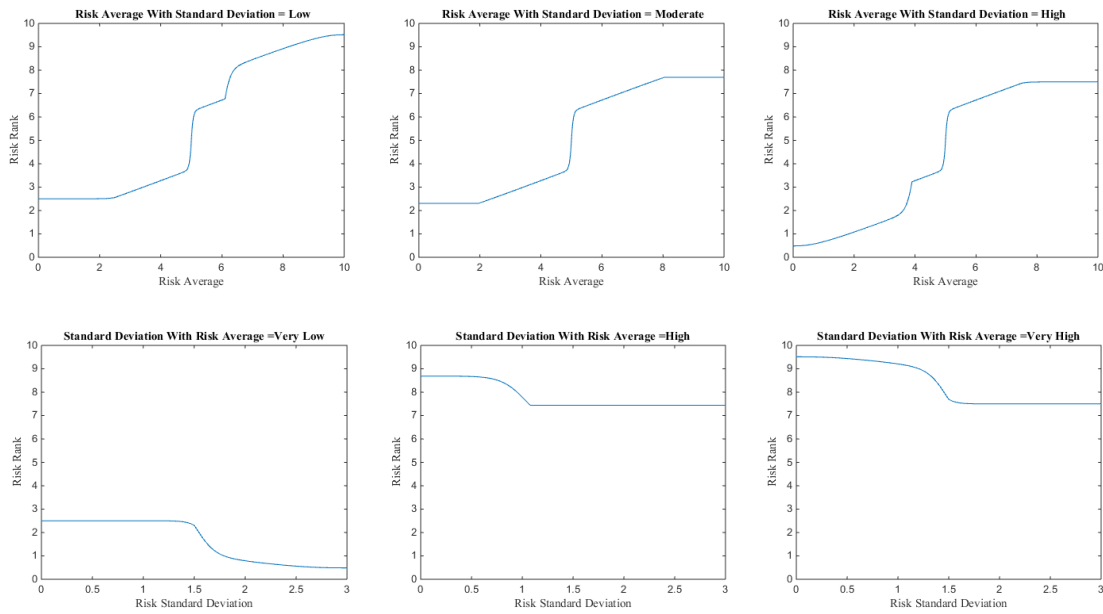 Risk Average With Standard Deviation = Low
10
9
8
7
6
5
4
3
2
1
0
Risk Rank
0 2 4 6 8 10
Risk Average
Risk Average With Standard Deviation = Moderate
10
9
8
7
6
5
4
3
2
1
0
Risk Rank
0 2 4 6 8 10
Risk Average
Risk Average With Standard Deviation = High
10
9
8
7
6
5
4
3
2
1
0
Risk Rank
0 2 4 6 8 10
Risk Average
Standard Deviation With Risk Average =Very Low
10
9
8
7
6
5
4
3
2
1
0
Risk Rank
0 0.5 1 1.5 2 2.5 3
Risk Standard Deviation
Standard Deviation With Risk Average =High
10
9
8
7
6
5
4
3
2
1
0
Risk Rank
0 0.5 1 1.5 2 2.5 3
Risk Standard Deviation
Standard Deviation With Risk Average =Very High
10
9
8
7
6
5
4
3
2
1
0
Risk Rank
0 0.5 1 1.5 2 2.5 3
Risk Standard Deviation